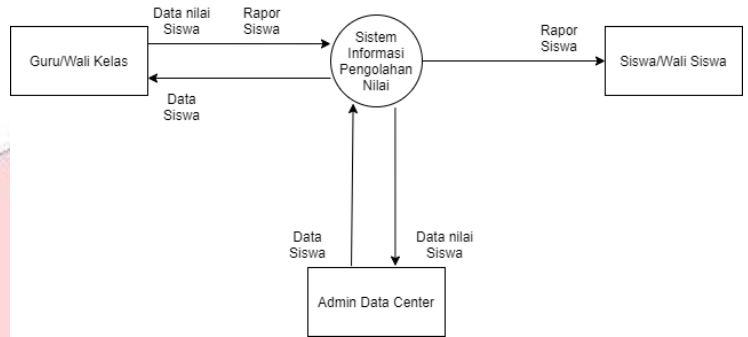 Data nilai
Siswa
Rapor
Siswa
Guru/Wali Kelas
Data
Siswa
Sistem
Informasi
Pengolahan
Nilai
Rapor
Siswa
Siswa/Wali Siswa
Data
Siswa
Data nilai
Siswa
Admin Data Center